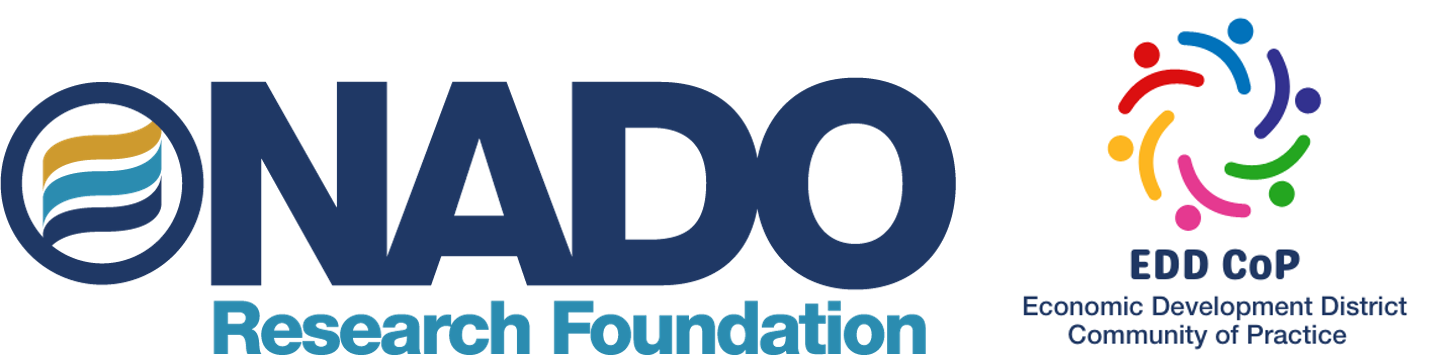 NADO
Research Foundation
EDD CoP
Economic Development District
Community of Practice